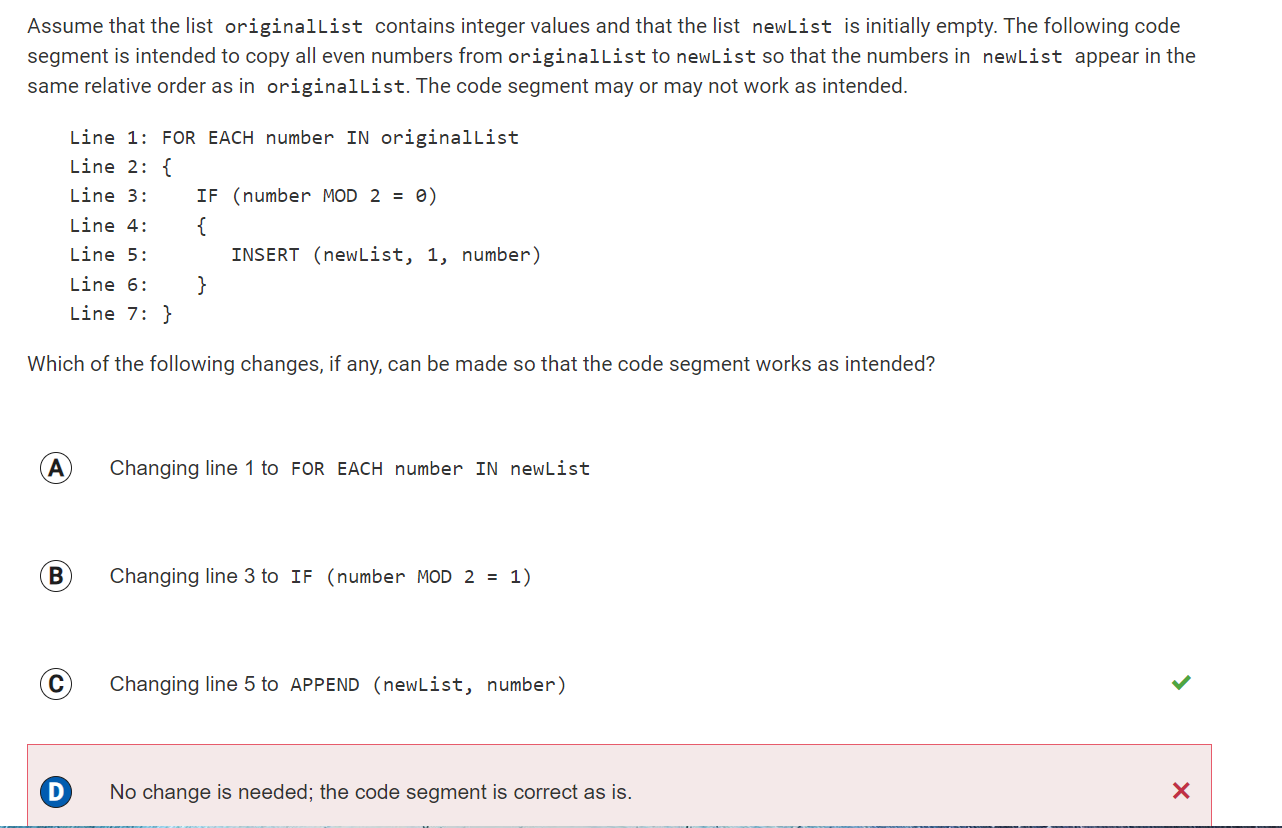 Assume that the list originalList contains integer values and that the list newList is initially empty. The following code
segment is intended to copy all even numbers from originalList to newList so that the numbers in newList appear in the
same relative order as in originalList. The code segment may or may not work as intended.
Line 1: FOR EACH number IN originalList
Line 2: {
Line 3: IF (number MOD 2 = 0)
Line 4: {
Line 5: INSERT (newList, 1, number)
Line 6: }
Line 7: }
Which of the following changes, if any, can be made so that the code segment works as intended?
A Changing line 1 to FOR EACH number IN newList
B Changing line 3 to IF (number MOD 2 = 1)
C Changing line 5 to APPEND (newList, number)
D No change is needed; the code segment is correct as is.